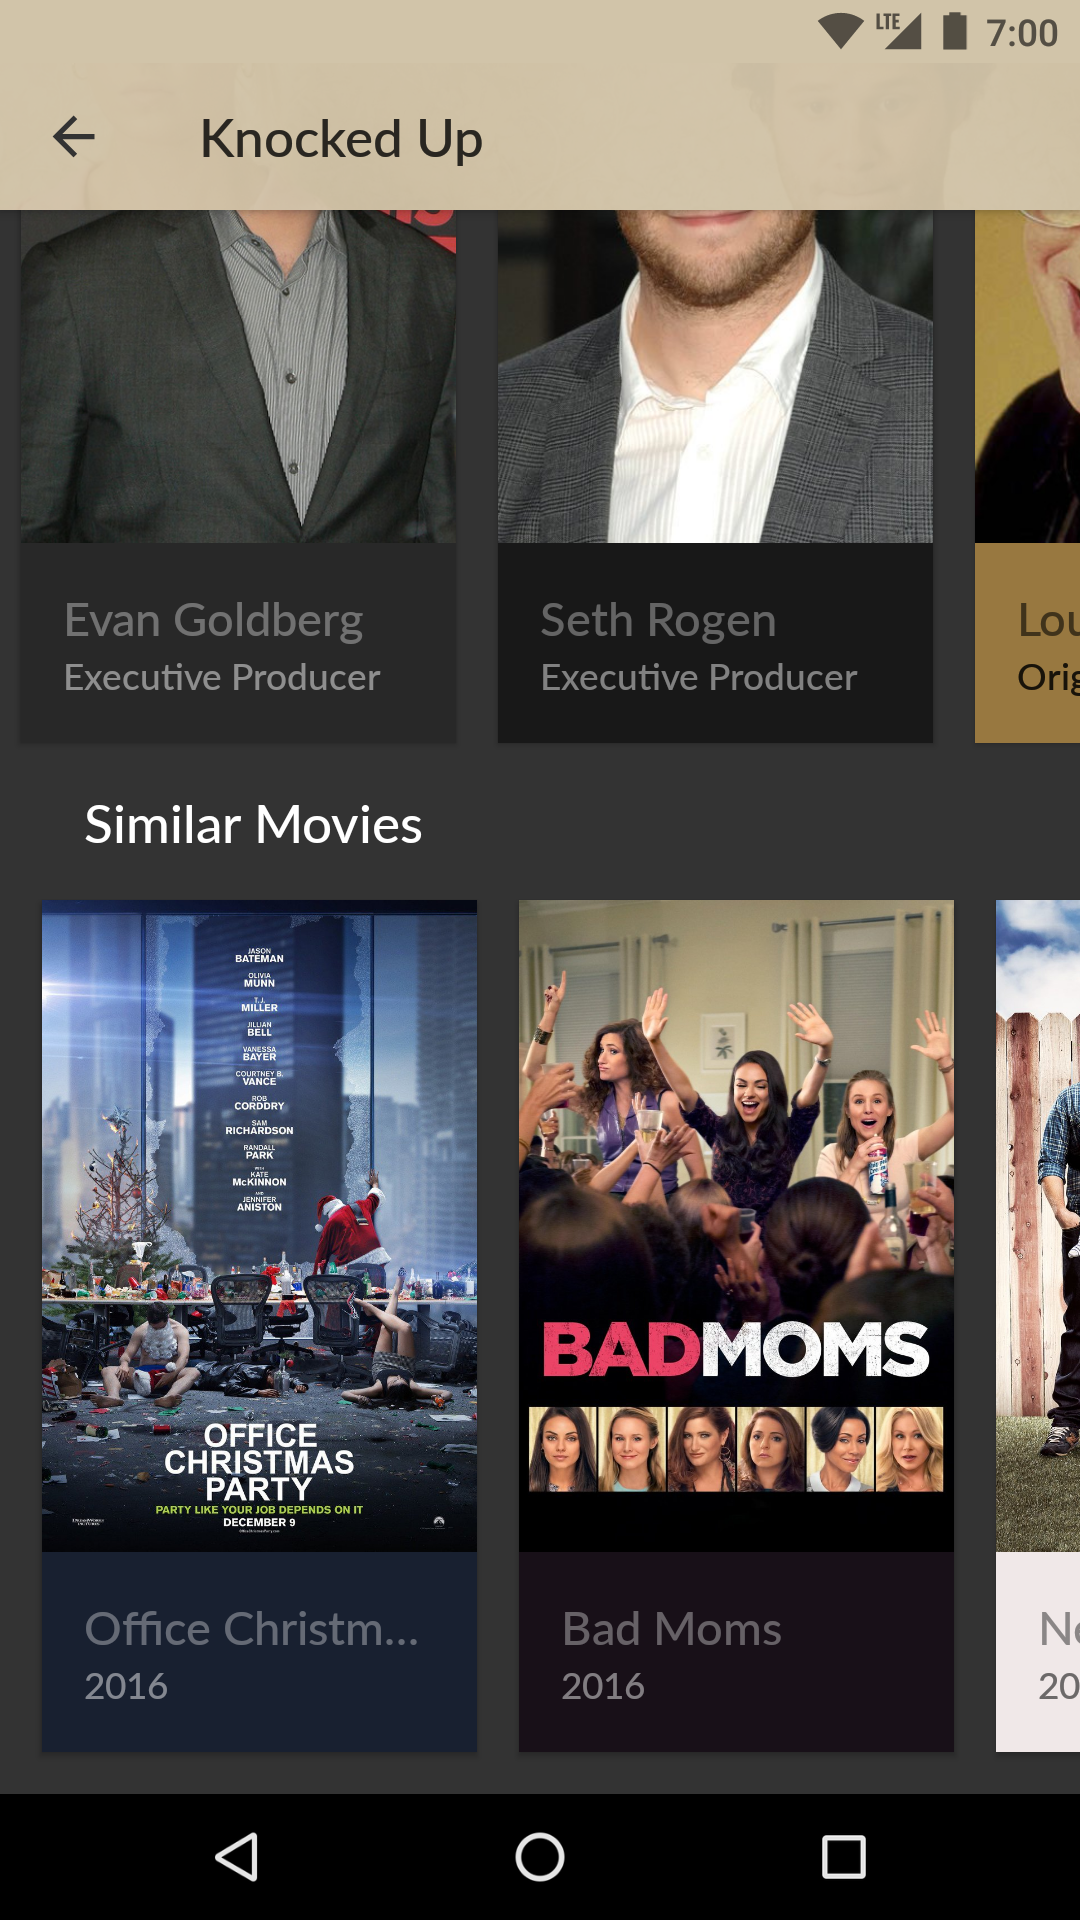 LTE 7:00
Knocked Up
Evan Goldberg
Executive Producer
Seth Rogen
Executive Producer
Lou
Orig
Similar Movies
JASON
BATEMAN
OLIVIA
MUNN
T.J.
MILLER
JILLIAN
BELL
VANESSA
BAYER
COURTNEY B.
VANCE
ROB
CORDDRY
SAM
RICHARDSON
RANDALL
PARK
WITH
KATE
McKINNON
AND
JENNIFER
ANISTON
OFFICE
CHRISTMAS
PARTY
PARTY LIKE YOUR JOB DEPENDS ON IT
DECEMBER 9
BADMOMS
Office Christm...
2016
Bad Moms
2016
Ne
20